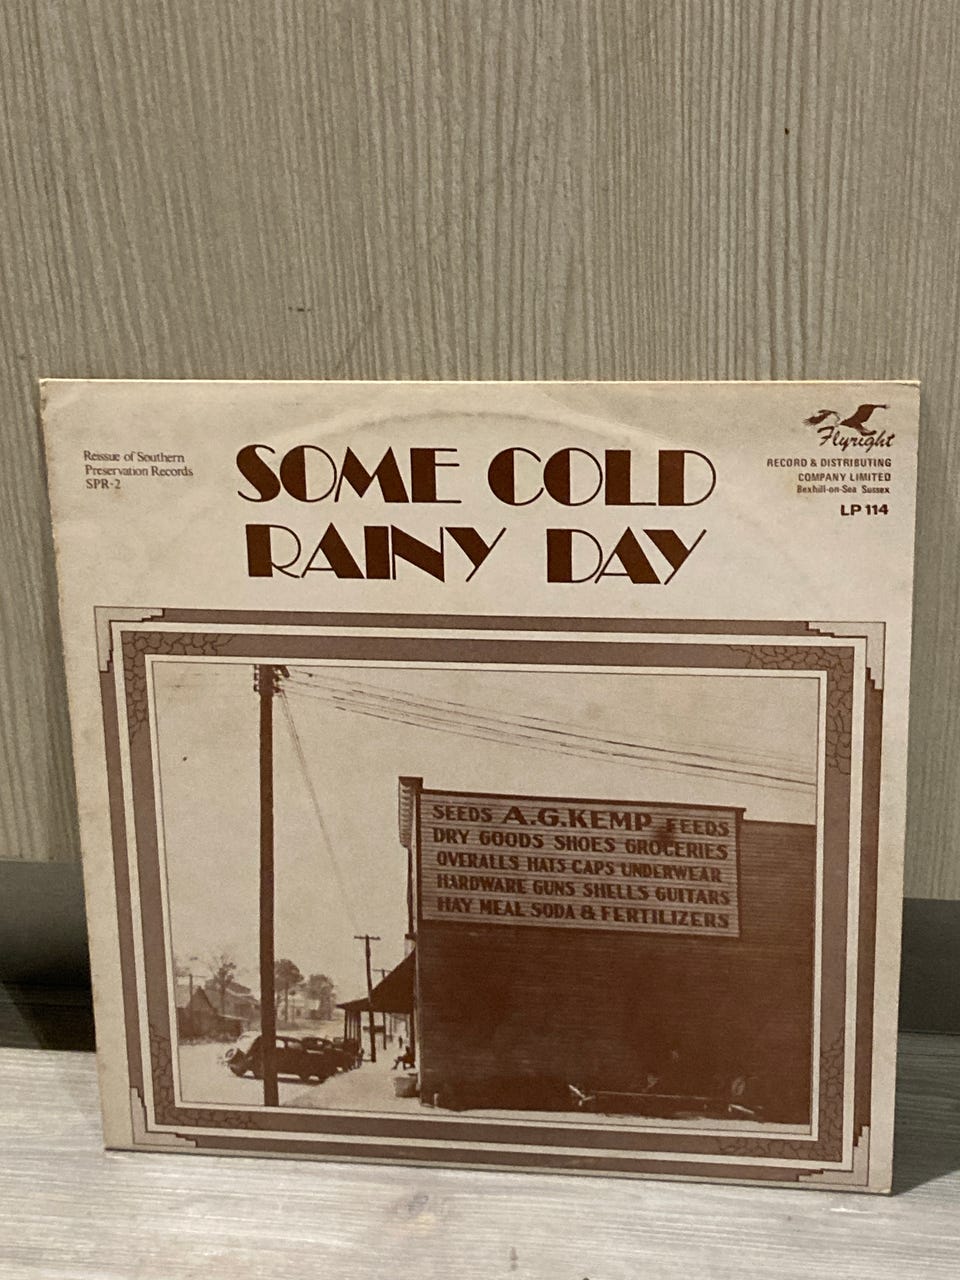 Reissue of Southern
Preservation Records
SPR-2
SOME COLD
RAINY DAY
Flyright
RECORD & DISTRIBUTING
COMPANY LIMITED
Bexhill-on-Sea Sussex
LP 114
SEEDS A.G.KEMP FEEDS
DRY GOODS SHOES GROCERIES
OVERALLS HATS CAPS UNDERWEAR
HARDWARE GUNS SHELLS GUITARS
HAY MEAL SODA & FERTILIZERS